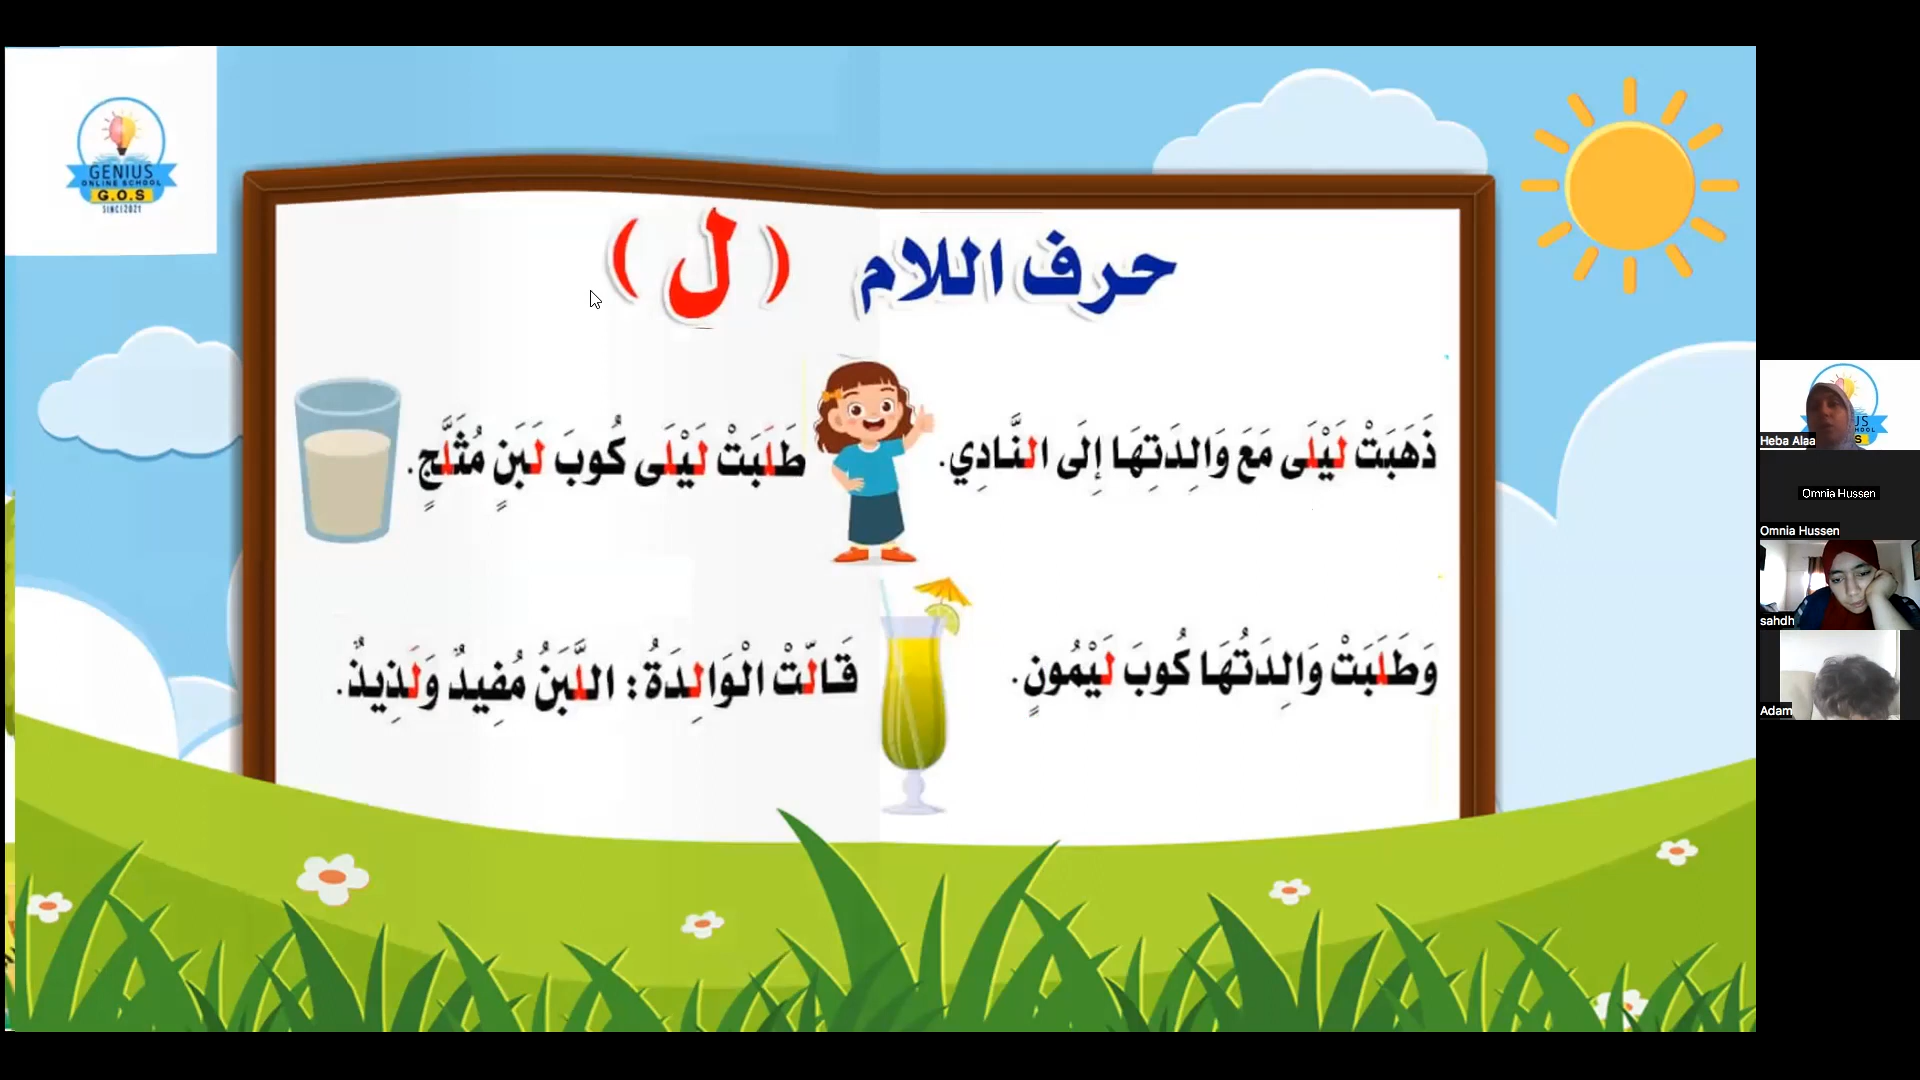 GENIUS
ONLINE SCHOOL
G.O.S
SINCE 2021
حرف اللام ( ل )
ذَهَبَتْ لَيْلَى مَعَ وَالِدَتِهَا إِلَى النَّادِي.
طَلَبَتْ لَيْلَى كُوبَ لَبَنٍ مُثَلَّجٍ.
وَطَلَبَتْ وَالِدَتُهَا كُوبَ لَيْمُونٍ.
قَالَتْ الْوَالِدَةُ: اللَّبَنُ مُفِيدٌ وَلَذِيذٌ.
Heba Alaa
Omnia Hussen
Omnia Hussen
sahdh
Adam